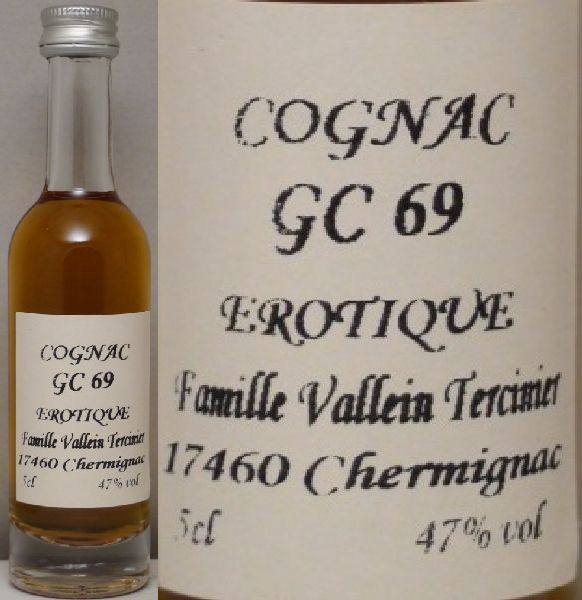 COGNAC
GC 69
EROTIQUE
Famille Vallein Tercinier
17460 Chermignac
5cl 47% vol
COGNAC
GC 69
EROTIQUE
Famille Vallein Tercinier
17460 Chermignac
5cl 47% vol